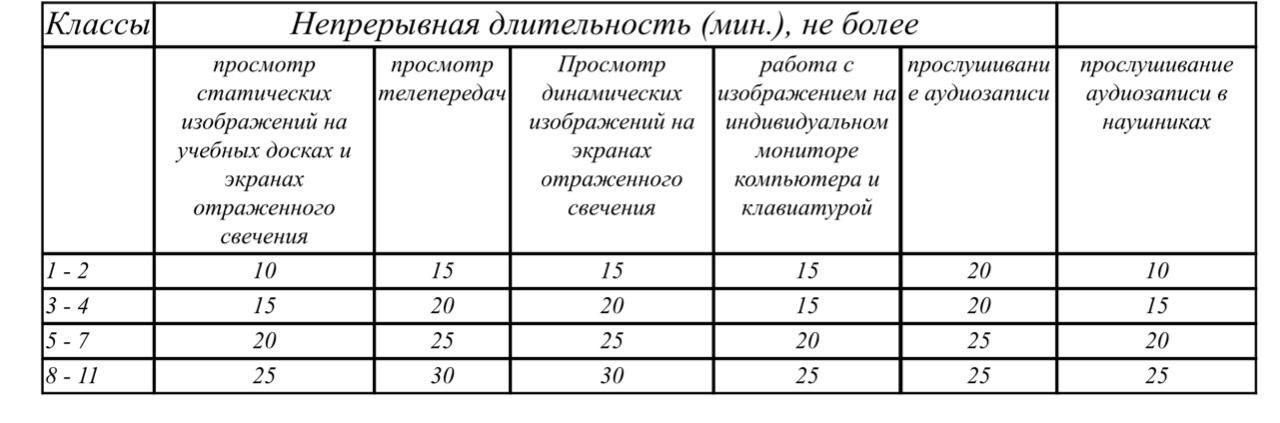 Классы Непрерывная длительность (мин.), не более
просмотр статических изображений на учебных досках и экранах отраженного свечения просмотр телепередач Просмотр динамических изображений на экранах отраженного свечения работа с изображением на индивидуальном мониторе компьютера и клавиатурой прослушивание аудиозаписи прослушивание аудиозаписи в наушниках
1 - 2 10 15 15 15 20 10
3 - 4 15 20 20 15 20 15
5 - 7 20 25 25 20 25 20
8 - 11 25 30 30 25 25 25